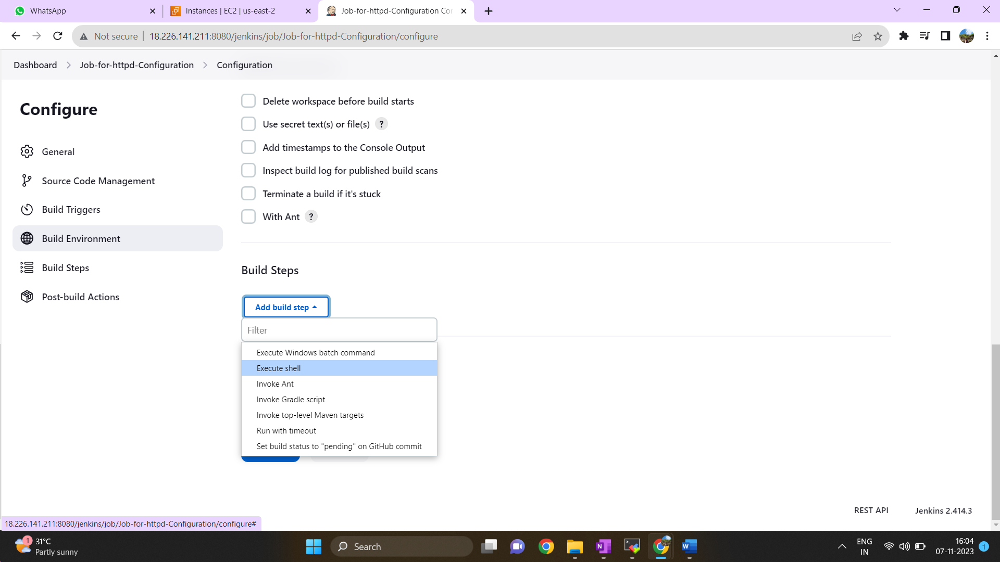 WhatsApp
Instances | EC2 | us-east-2
Job-for-httpd-Configuration Co
Not secure
18.226.141.211:8080/jenkins/job/Job-for-httpd-Configuration/configure
Dashboard
Job-for-httpd-Configuration
Configuration
Configure
General
Source Code Management
Build Triggers
Build Environment
Build Steps
Post-build Actions
Delete workspace before build starts
Use secret text(s) or file(s) ?
Add timestamps to the Console Output
Inspect build log for published build scans
Terminate a build if it's stuck
With Ant ?
Build Steps
Add build step
Filter
Execute Windows batch command
Execute shell
Invoke Ant
Invoke Gradle script
Invoke top-level Maven targets
Run with timeout
Set build status to "pending" on GitHub commit
REST API
Jenkins 2.414.3
18.226.141.211:8080/jenkins/job/Job-for-httpd-Configuration/configure#
1
31°C
Partly sunny
Search
N
W
ENG
IN
16:04
07-11-2023
1